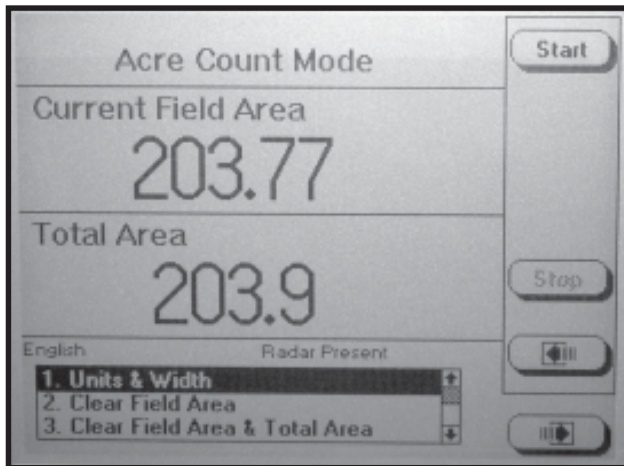 Acre Count Mode
Start
Current Field Area
203.77
Total Area
203.9
Stop
English Radar Present
1. Units & Width
2. Clear Field Area
3. Clear Field Area & Total Area